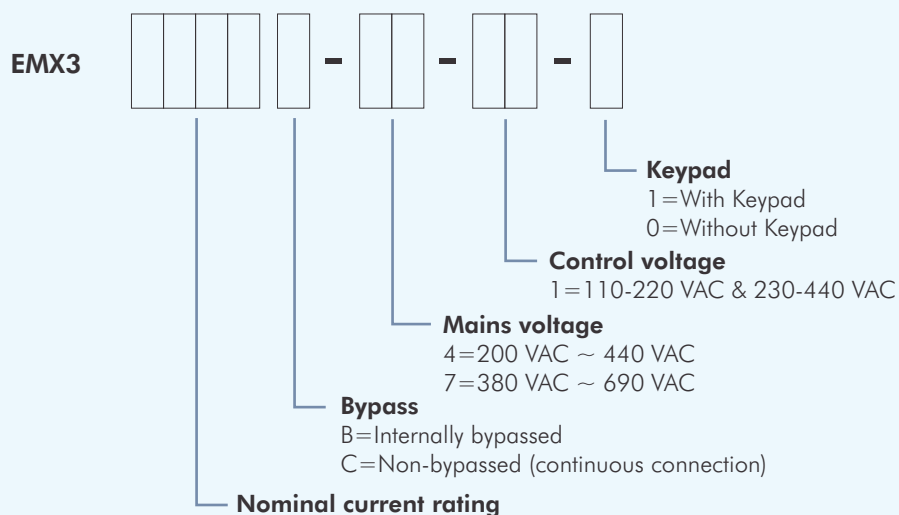 EMX3 - - -
Keypad
1=With Keypad
0=Without Keypad
Control voltage
1=110-220 VAC & 230-440 VAC
Mains voltage
4=200 VAC ~ 440 VAC
7=380 VAC ~ 690 VAC
Bypass
B=Internally bypassed
C=Non-bypassed (continuous connection)
Nominal current rating